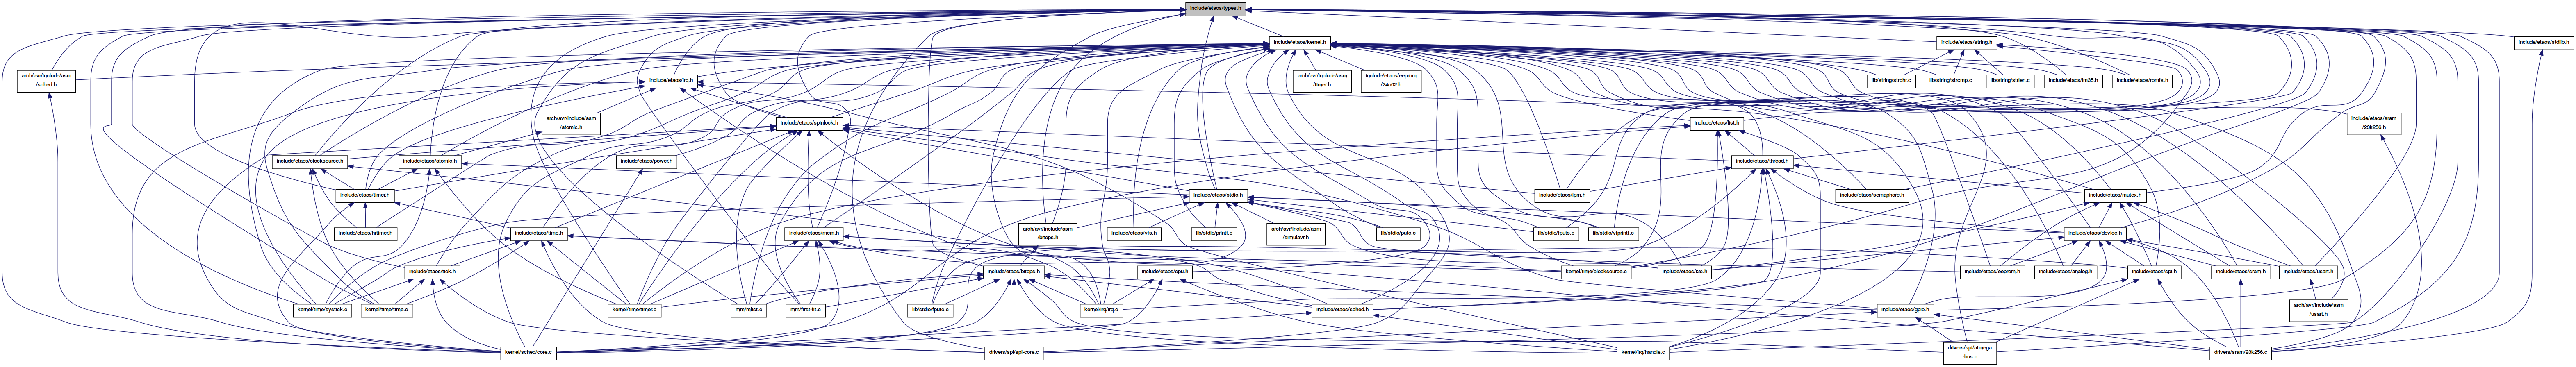 include/etaos/types.h
include/etaos/kernel.h
include/etaos/string.h
include/etaos/stdlib.h
arch/avr/include/asm
/sched.h
include/etaos/irq.h
arch/avr/include/asm
/timer.h
include/etaos/eeprom
/24c02.h
lib/string/strchr.c
lib/string/strcmp.c
lib/string/strlen.c
include/etaos/lm35.h
include/etaos/romfs.h
arch/avr/include/asm
/atomic.h
include/etaos/spinlock.h
include/etaos/list.h
include/etaos/sram
/23k256.h
include/etaos/clocksource.h
include/etaos/atomic.h
include/etaos/power.h
include/etaos/thread.h
include/etaos/timer.h
include/etaos/stdio.h
include/etaos/ipm.h
include/etaos/semaphore.h
include/etaos/mutex.h
include/etaos/hrtimer.h
include/etaos/time.h
include/etaos/mem.h
arch/avr/include/asm
/bitops.h
include/etaos/vfs.h
lib/stdio/printf.c
arch/avr/include/asm
/simulavr.h
lib/stdio/putc.c
lib/stdio/fputs.c
lib/stdio/vfprintf.c
include/etaos/device.h
include/etaos/tick.h
include/etaos/bitops.h
include/etaos/cpu.h
kernel/time/clocksource.c
include/etaos/i2c.h
include/etaos/eeprom.h
include/etaos/analog.h
include/etaos/spi.h
include/etaos/sram.h
include/etaos/usart.h
kernel/time/systick.c
kernel/time/time.c
kernel/time/timer.c
mm/mlist.c
mm/first-fit.c
lib/stdio/fputc.c
kernel/irq/irq.c
include/etaos/sched.h
include/etaos/gpio.h
arch/avr/include/asm
/usart.h
kernel/sched/core.c
drivers/spi/spi-core.c
kernel/irq/handle.c
drivers/spi/atmega
-bus.c
drivers/sram/23k256.c